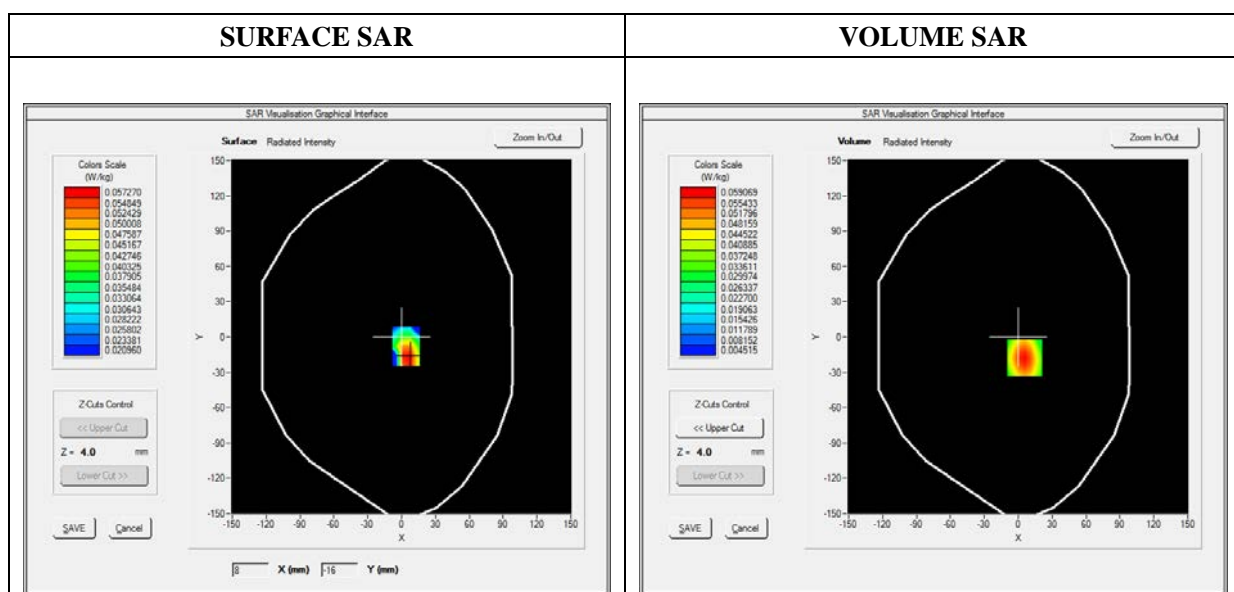 SURFACE SAR
VOLUME SAR
SAR Visualisation Graphical Interface
Surface Radiated Intensity
Zoom In/Out
Colors Scale
(W/kg)
0.057270
0.054849
0.052429
0.050008
0.047587
0.045167
0.042746
0.040325
0.037905
0.035484
0.033064
0.030643
0.028222
0.025802
0.023381
0.020960
Z-Cuts Control
<< Upper Cut
Z = 4.0 mm
Lower Cut >>
SAVE Cancel
150
120
90
60
30
0
-30
-60
-90
-120
-150
Y
-150 -120 -90 -60 -30 0 30 60 90 120 150
X
8 X (mm) -16 Y (mm)
SAR Visualisation Graphical Interface
Volume Radiated Intensity
Zoom In/Out
Colors Scale
(W/kg)
0.059069
0.055433
0.051796
0.048159
0.044522
0.040885
0.037248
0.033611
0.029974
0.026337
0.022700
0.019063
0.015426
0.011789
0.008152
0.004515
Z-Cuts Control
<< Upper Cut
Z = 4.0 mm
Lower Cut >>
SAVE Cancel
150
120
90
60
30
0
-30
-60
-90
-120
-150
Y
-150 -120 -90 -60 -30 0 30 60 90 120 150
X